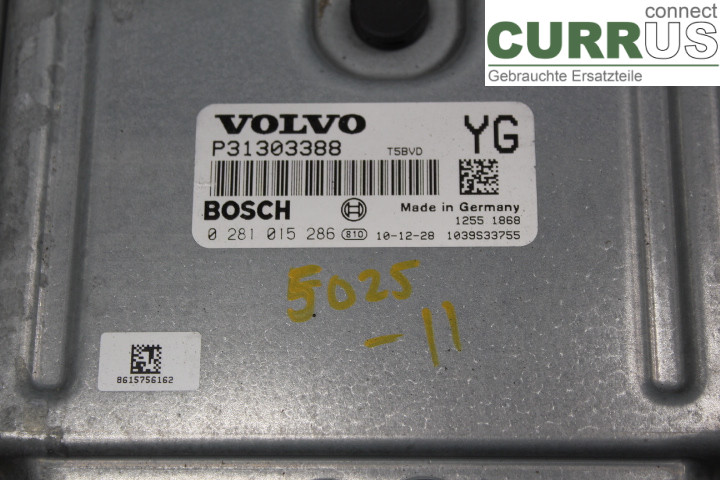 connect
CURRUS
Gebrauchte Ersatzteile
VOLVO
YG
P31303388 T5BVD
BOSCH Made in Germany
1255 1868
0 281 015 286 810 10-12-28 1039S33755
5025
-11
8615756162